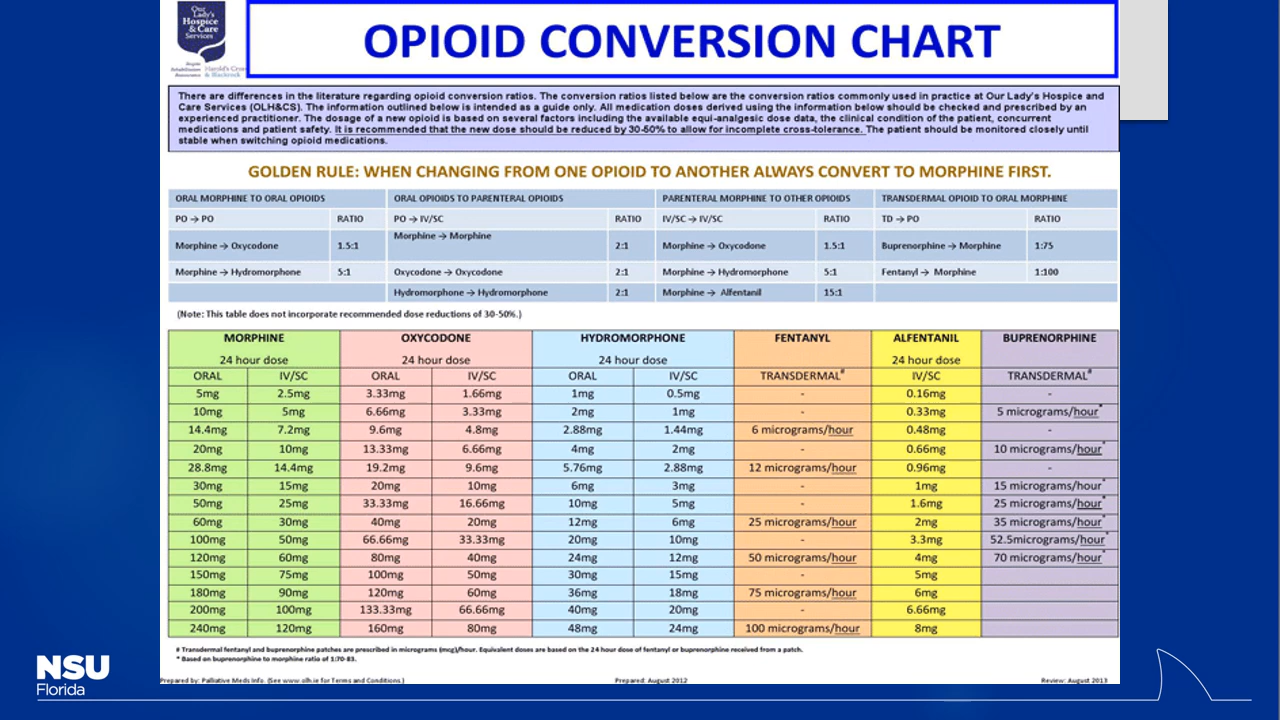 Our
Lady's
Hospice
& Care
Services
Harold's Cross
& Blackrock
OPIOID CONVERSION CHART
There are differences in the literature regarding opioid conversion ratios. The conversion ratios listed below are the conversion ratios commonly used in practice at Our Lady's Hospice and
Care Services (OLH&CS). The information outlined below is intended as a guide only. All medication doses derived using the information below should be checked and prescribed by an
experienced practitioner. The dosage of a new opioid is based on several factors including the available equi-analgesic dose data, the clinical condition of the patient, concurrent
medications and patient safety. It is recommended that the new dose should be reduced by 30-50% to allow for incomplete cross-tolerance. The patient should be monitored closely until
stable when switching opioid medications.
GOLDEN RULE: WHEN CHANGING FROM ONE OPIOID TO ANOTHER ALWAYS CONVERT TO MORPHINE FIRST.
ORAL MORPHINE TO ORAL OPIOIDS ORAL OPIOIDS TO PARENTERAL OPIOIDS PARENTERAL MORPHINE TO OTHER OPIOIDS TRANSDERMAL OPIOID TO ORAL MORPHINE
PO → PO RATIO PO → IV/SC RATIO IV/SC → IV/SC RATIO TD → PO RATIO
Morphine → Oxycodone 1.5:1 Morphine → Morphine 2:1 Morphine → Oxycodone 1.5:1 Buprenorphine → Morphine 1:75
Morphine → Hydromorphone 5:1 Oxycodone → Oxycodone 2:1 Morphine → Hydromorphone 5:1 Fentanyl → Morphine 1:100
Hydromorphone → Hydromorphone 2:1 Morphine → Alfentanil 15:1
(Note: This table does not incorporate recommended dose reductions of 30-50%.)
MORPHINE OXYCODONE HYDROMORPHONE FENTANYL ALFENTANIL BUPRENORPHINE
24 hour dose 24 hour dose 24 hour dose 24 hour dose
ORAL IV/SC ORAL IV/SC ORAL IV/SC TRANSDERMAL# IV/SC TRANSDERMAL#
5mg 2.5mg 3.33mg 1.66mg 1mg 0.5mg - 0.16mg -
10mg 5mg 6.66mg 3.33mg 2mg 1mg - 0.33mg 5 micrograms/hour*
14.4mg 7.2mg 9.6mg 4.8mg 2.88mg 1.44mg 6 micrograms/hour 0.48mg -
20mg 10mg 13.33mg 6.66mg 4mg 2mg - 0.66mg 10 micrograms/hour*
28.8mg 14.4mg 19.2mg 9.6mg 5.76mg 2.88mg 12 micrograms/hour 0.96mg -
30mg 15mg 20mg 10mg 6mg 3mg - 1mg 15 micrograms/hour*
50mg 25mg 33.33mg 16.66mg 10mg 5mg - 1.6mg 25 micrograms/hour*
60mg 30mg 40mg 20mg 12mg 6mg 25 micrograms/hour 2mg 35 micrograms/hour*
100mg 50mg 66.66mg 33.33mg 20mg 10mg - 3.3mg 52.5micrograms/hour*
120mg 60mg 80mg 40mg 24mg 12mg 50 micrograms/hour 4mg 70 micrograms/hour*
150mg 75mg 100mg 50mg 30mg 15mg - 5mg
180mg 90mg 120mg 60mg 36mg 18mg 75 micrograms/hour 6mg
200mg 100mg 133.33mg 66.66mg 40mg 20mg - 6.66mg
240mg 120mg 160mg 80mg 48mg 24mg 100 micrograms/hour 8mg
# Transdermal fentanyl and buprenorphine patches are prescribed in micrograms (mcg)/hour. Equivalent doses are based on the 24 hour dose of fentanyl or buprenorphine received from a patch.
* Based on buprenorphine to morphine ratio of 1:70-83.
Prepared by: Palliative Meds Info. (See www.olh.ie for Terms and Conditions.) Prepared: August 2012 Review: August 2013
NSU
Florida